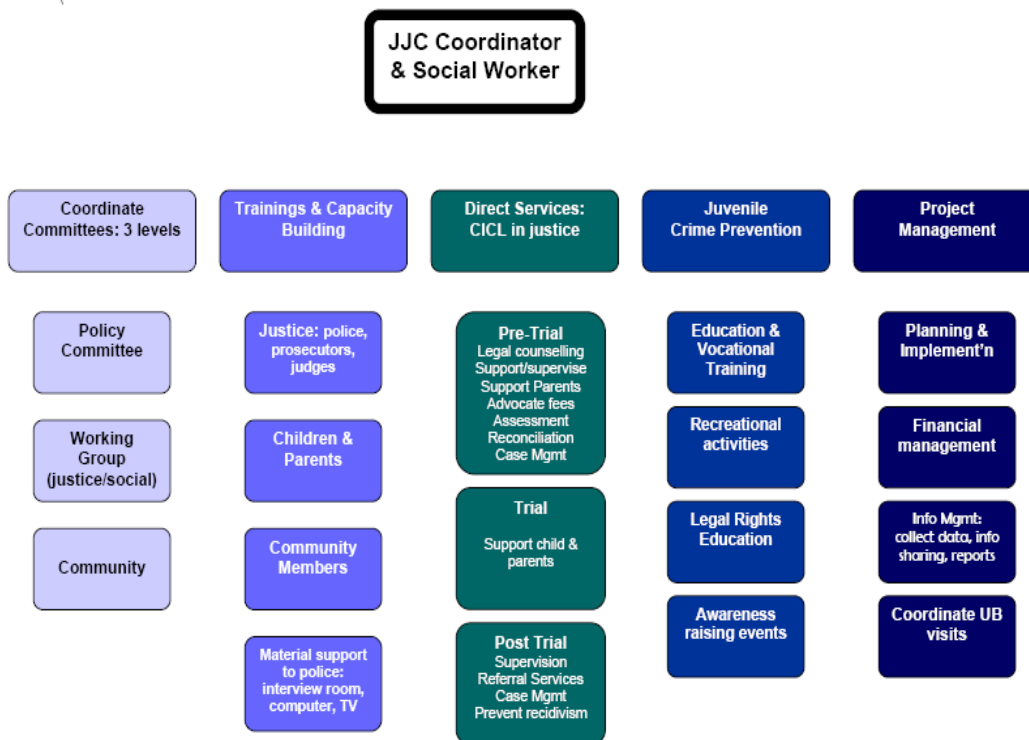 JJC Coordinator
& Social Worker
Coordinate
Committees: 3 levels
Trainings & Capacity
Building
Direct Services:
CICL in justice
Juvenile
Crime Prevention
Project
Management
Policy
Committee
Working
Group
(justice/social)
Community
Justice: police,
prosecutors,
judges
Children &
Parents
Community
Members
Material support
to police:
interview room,
computer, TV
Pre-Trial
Legal counselling
Support/supervise
Support Parents
Advocate fees
Assessment
Reconciliation
Case Mgmt
Trial
Support child &
parents
Post Trial
Supervision
Referral Services
Case Mgmt
Prevent recidivism
Education &
Vocational
Training
Recreational
activities
Legal Rights
Education
Awareness
raising events
Planning &
Implement'n
Financial
management
Info Mgmt:
collect data, info
sharing, reports
Coordinate UB
visits